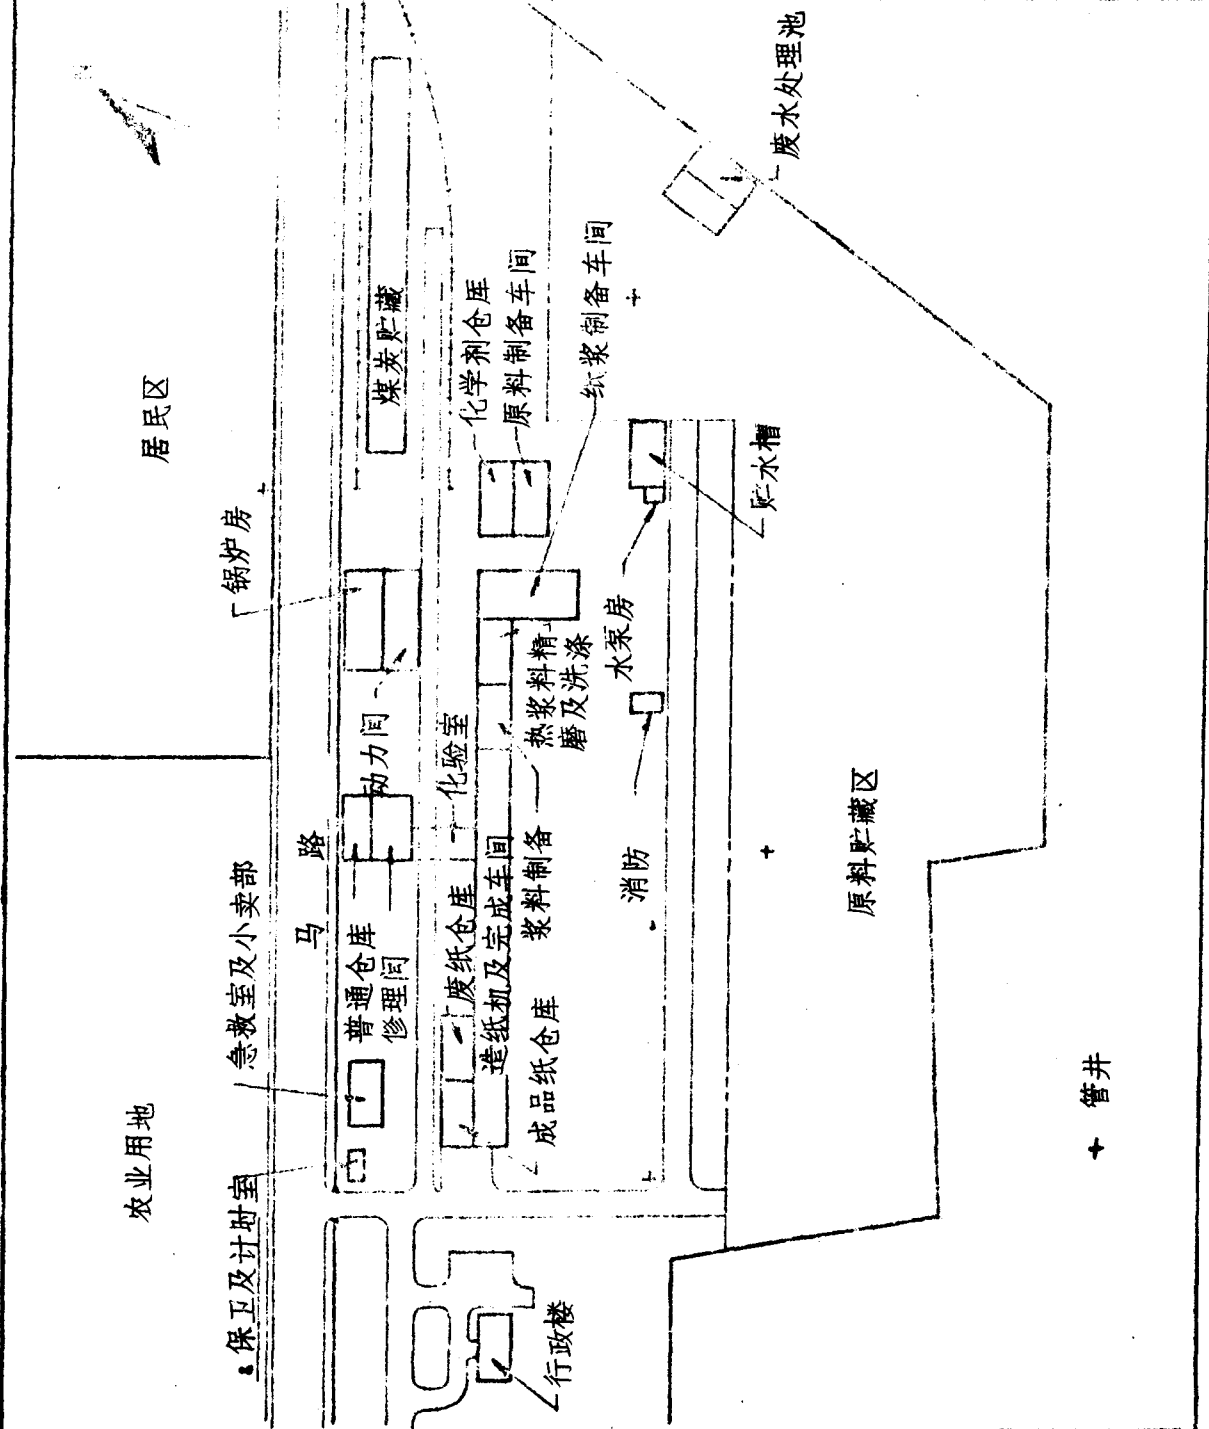 居民区
农业用地
马路
保卫及计时室
急救室及小卖部
锅炉房
煤炭贮藏
普通仓库
修理间
动力间
化验室
废纸仓库
造纸机及完成车间
成品纸仓库
浆料制备
热浆料精
磨及洗涤
化学剂仓库
原料制备车间
纸浆制备车间
废水处理池
水泵房
贮水槽
消防
行政楼
原料贮藏区
管井